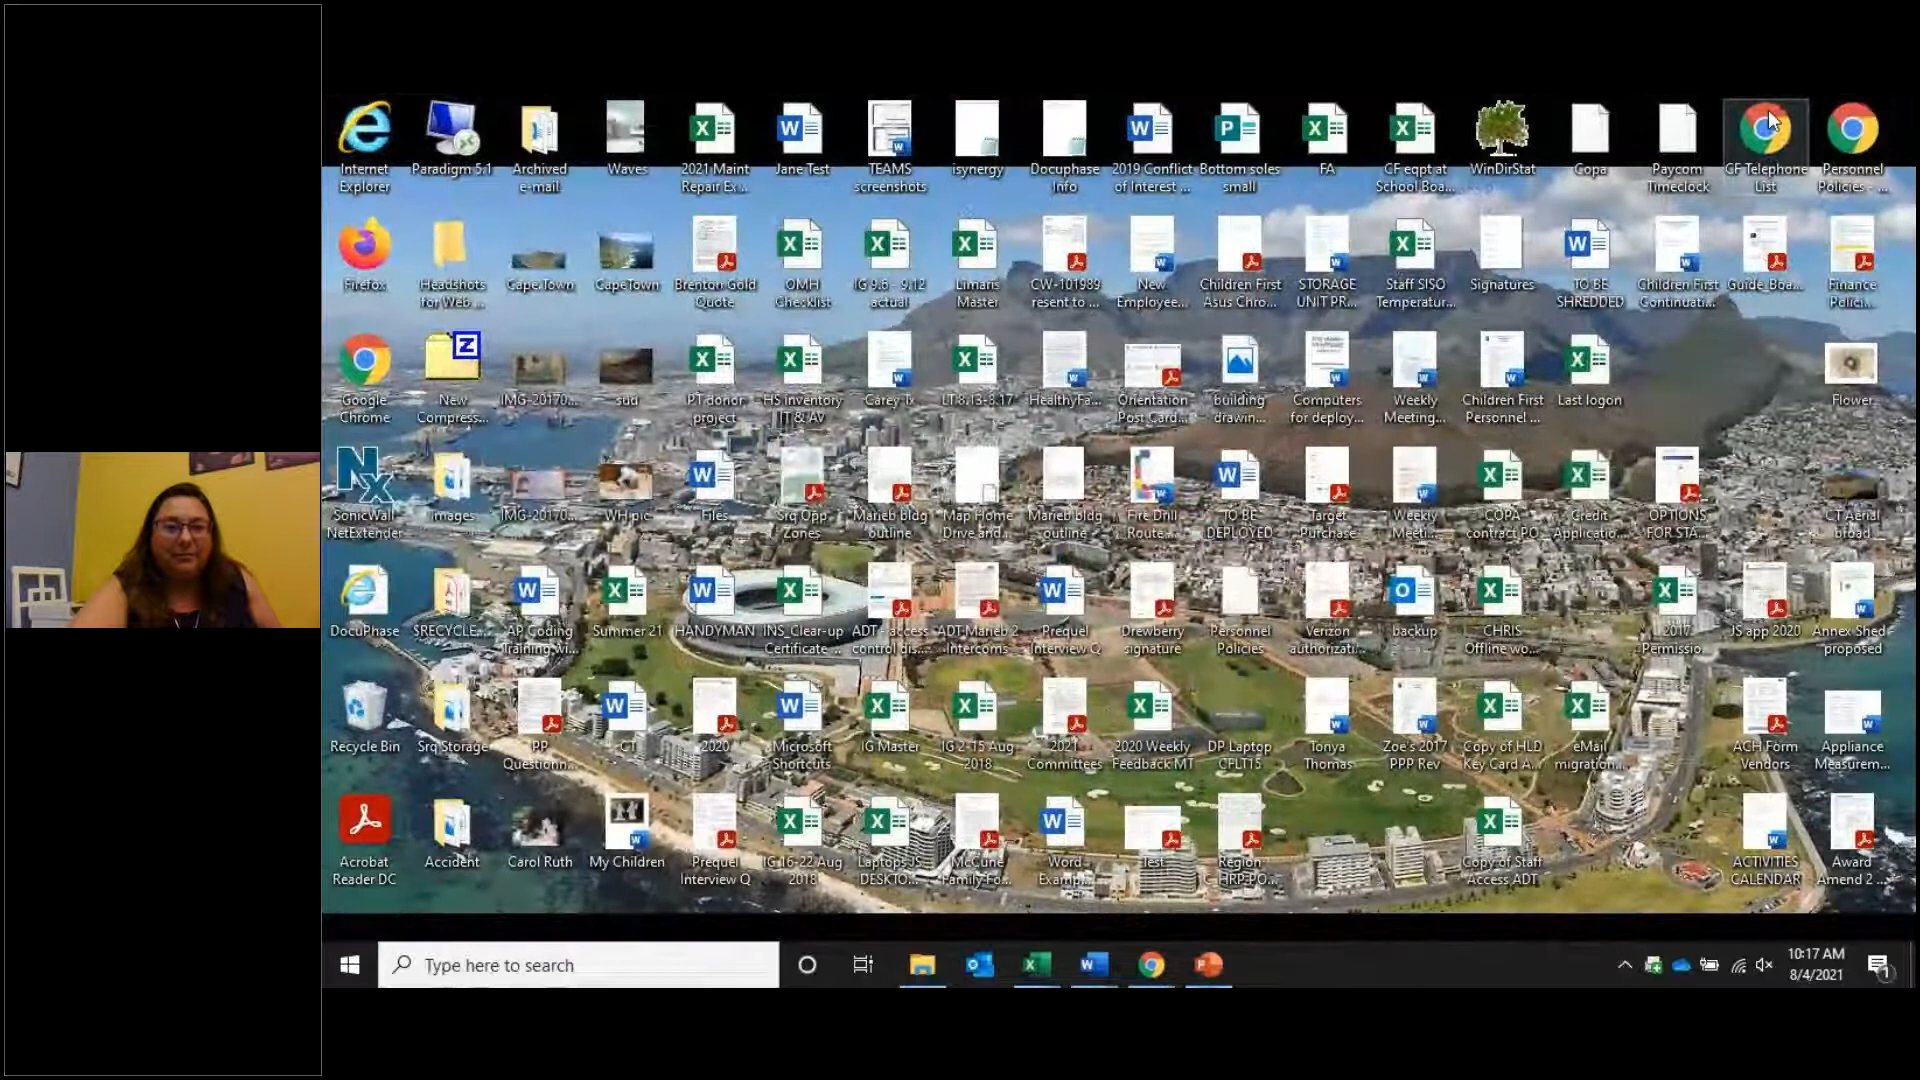 Internet
Explorer
Paradigm 5.1
Archived
e-mail
Waves
2021 Maint
Repair Ex...
Jane Test
TEAMS
screenshots
isynergy
Docuphase
Info
2019 Conflict
of Interest ...
Bottom soles
small
FA
CF eqpt at
School Boa...
WinDirStat
Copa
Paycom
Timeclock
CF Telephone
List
Personnel
Policies - ...
Firefox
Headshots
for Web ...
Cape Town
CapeTown
Brenton Gold
Quote
OMH
Checklist
IG 9.6 - 9.12
actual
Limaris
Master
CW-101989
resent to ...
New
Employee...
Children First
Asus Chro...
STORAGE
UNIT PR...
Staff SISO
Temperatur...
Signatures
TO BE
SHREDDED
Children First
Continuati...
Guide_Boa...
Finance
Polici...
Google
Chrome
New
Compress...
IMG-20170...
sud
PT donor
project
HS inventory
IT & AV
Carey Tx
LT 8.13-8.17
HealthyFa...
Orientation
Post Card...
building
drawin...
Computers
for deploy...
Weekly
Meeting...
Children First
Personnel ...
Last logon
Flower
SonicWall
NetExtender
Images
IMG-20170...
WH pic
Files
Srq Opp
Zones
Marieb bldg
outline
Map Home
Drive and...
Marieb bldg
outline
Fire Drill
Route...
TO BE
DEPLOYED
Target
Purchase
Weekly
Meeti...
COPA
contract PO
Credit
Applicatio...
OPTIONS
FOR STA...
CT Aerial
broad
DocuPhase
$RECYCLE...
AP Coding
Training wi...
Summer 21
HANDYMAN
INS_Clear-up
Certificate ...
ADT - access
control dis...
ADT Marieb 2
Intercoms
Prequel
Interview Q
Drewberry
signature
Personnel
Policies
Verizon
authorizati...
backup
CHRIS
Offline wo...
2017
Permissio...
JS app 2020
Annex Shed
proposed
Recycle Bin
Srq Storage
PP
Questionn...
CT
2020
Microsoft
Shortcuts
IG Master
IG 2-15 Aug
2018
2021
Committees
2020 Weekly
Feedback MT
DP Laptop
CFLT15
Tonya
Thomas
Zoe's 2017
PPP Rev
Copy of HLD
Key Card A...
eMail
migration...
ACH Form
Vendors
Appliance
Measurem...
Acrobat
Reader DC
Accident
Carol Ruth
My Children
Prequel
Interview Q
IG 16-22 Aug
2018
Laptops JS
DESKTO...
McCune
Family Fo...
Word
Examp...
Test
Region
Copy of Staff
Access ADT
ACTIVITIES
CALENDAR
Award
Amend 2 ...
Type here to search
10:17 AM
8/4/2021
1